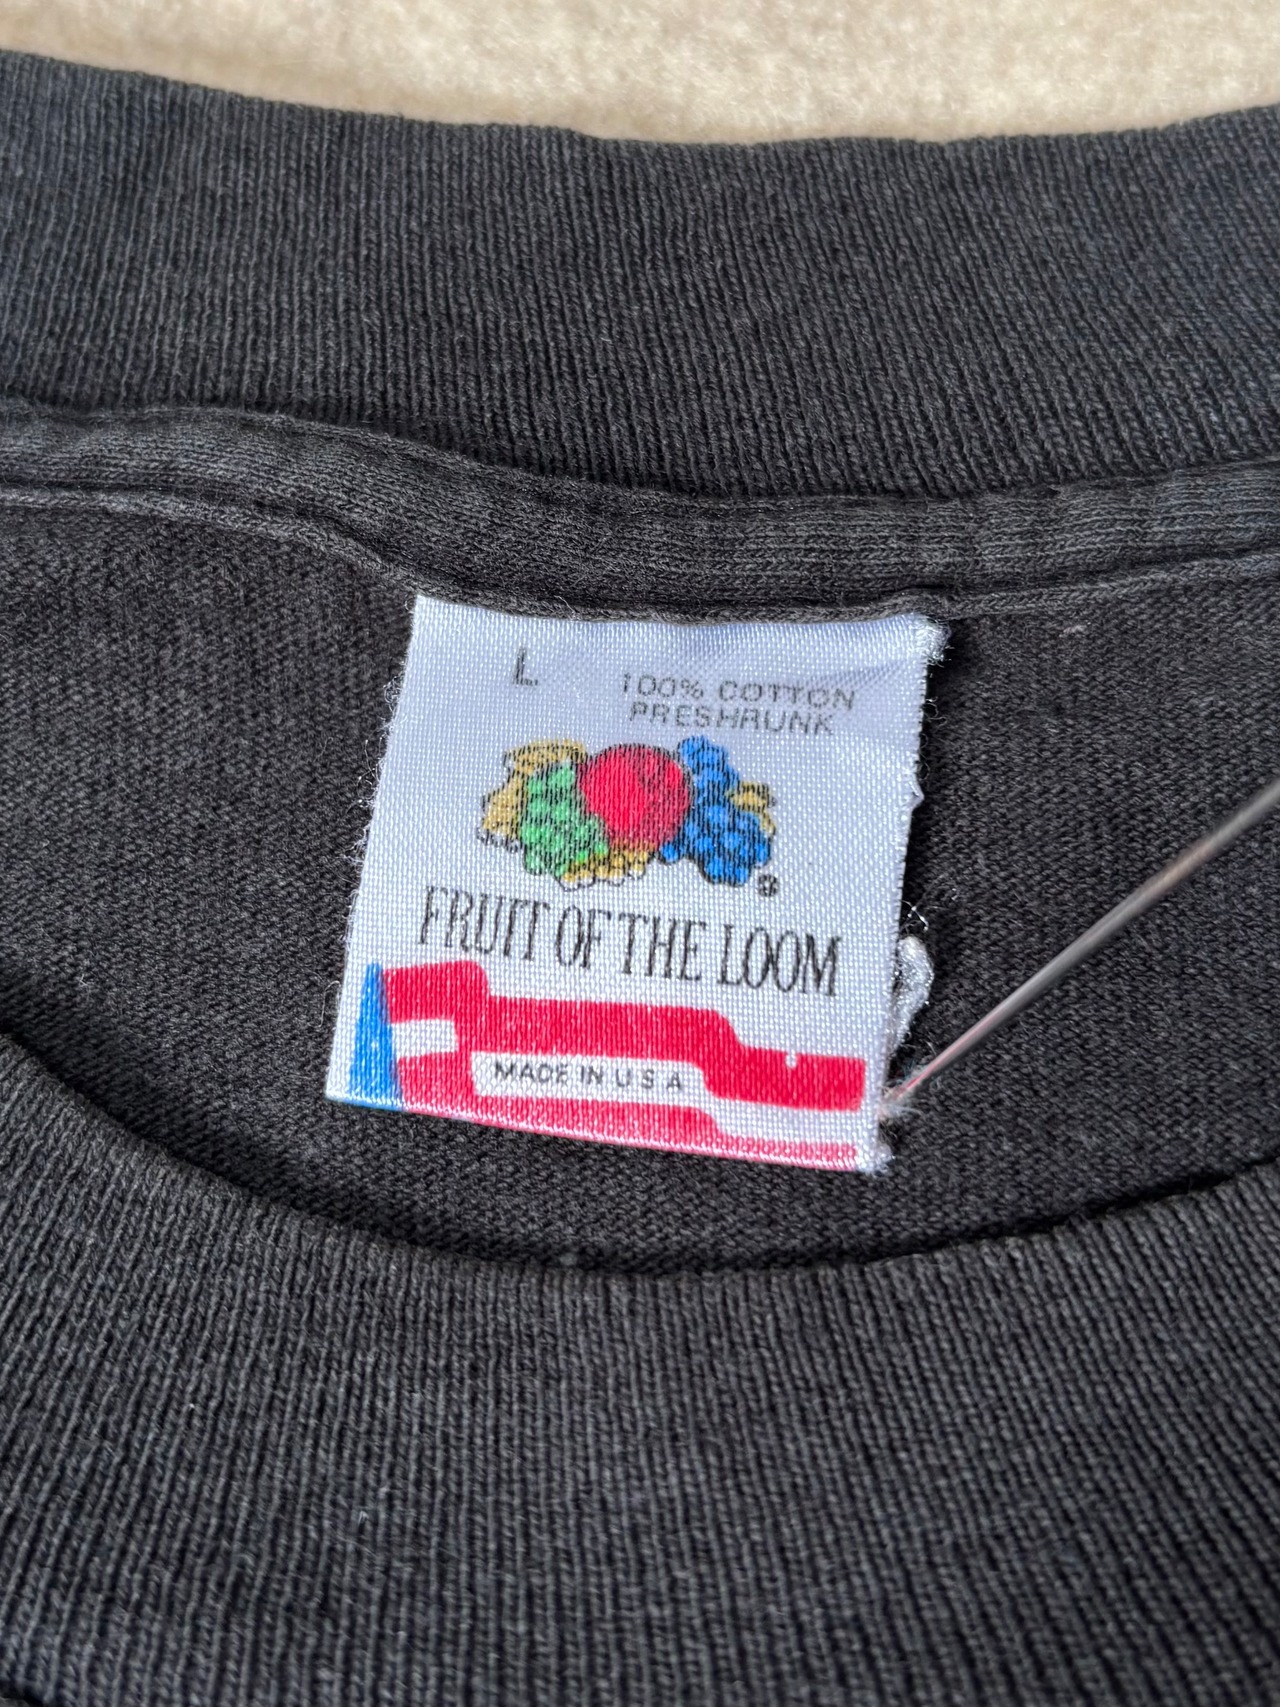 L
100% COTTON
PRESHRUNK
®
FRUIT OF THE LOOM
MADE IN U S A